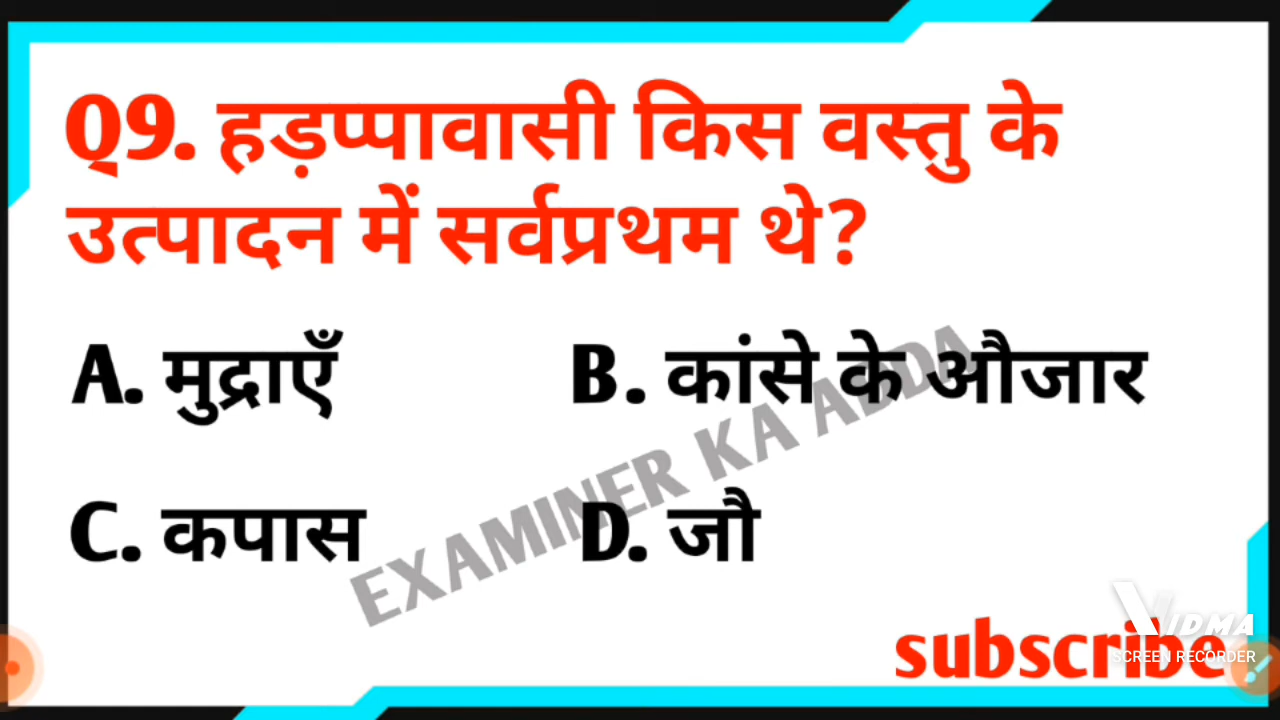 Q9. हड़प्पावासी किस वस्तु के
उत्पादन में सर्वप्रथम थे?
A. मुद्राएँ B. कांसे के औजार
C. कपास D. जौ
EXAMINER KA ADDA
subscribe
VIDMA
SCREEN RECORDER